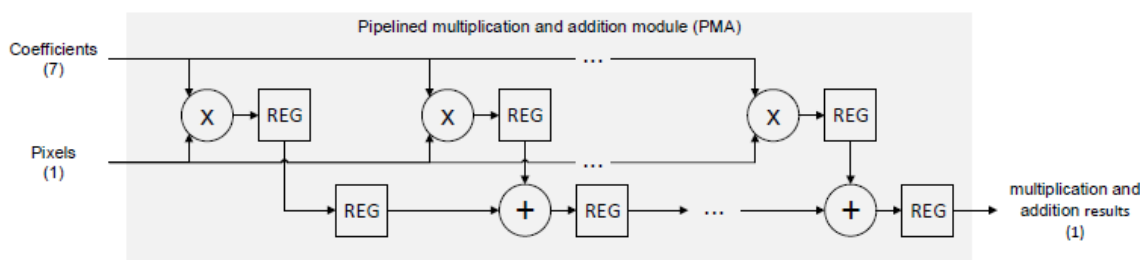 Pipelined multiplication and addition module (PMA)
Coefficients
(7)
...
X
REG
X
REG
X
REG
Pixels
(1)
...
REG
+
REG
...
+
REG
multiplication and
addition results
(1)